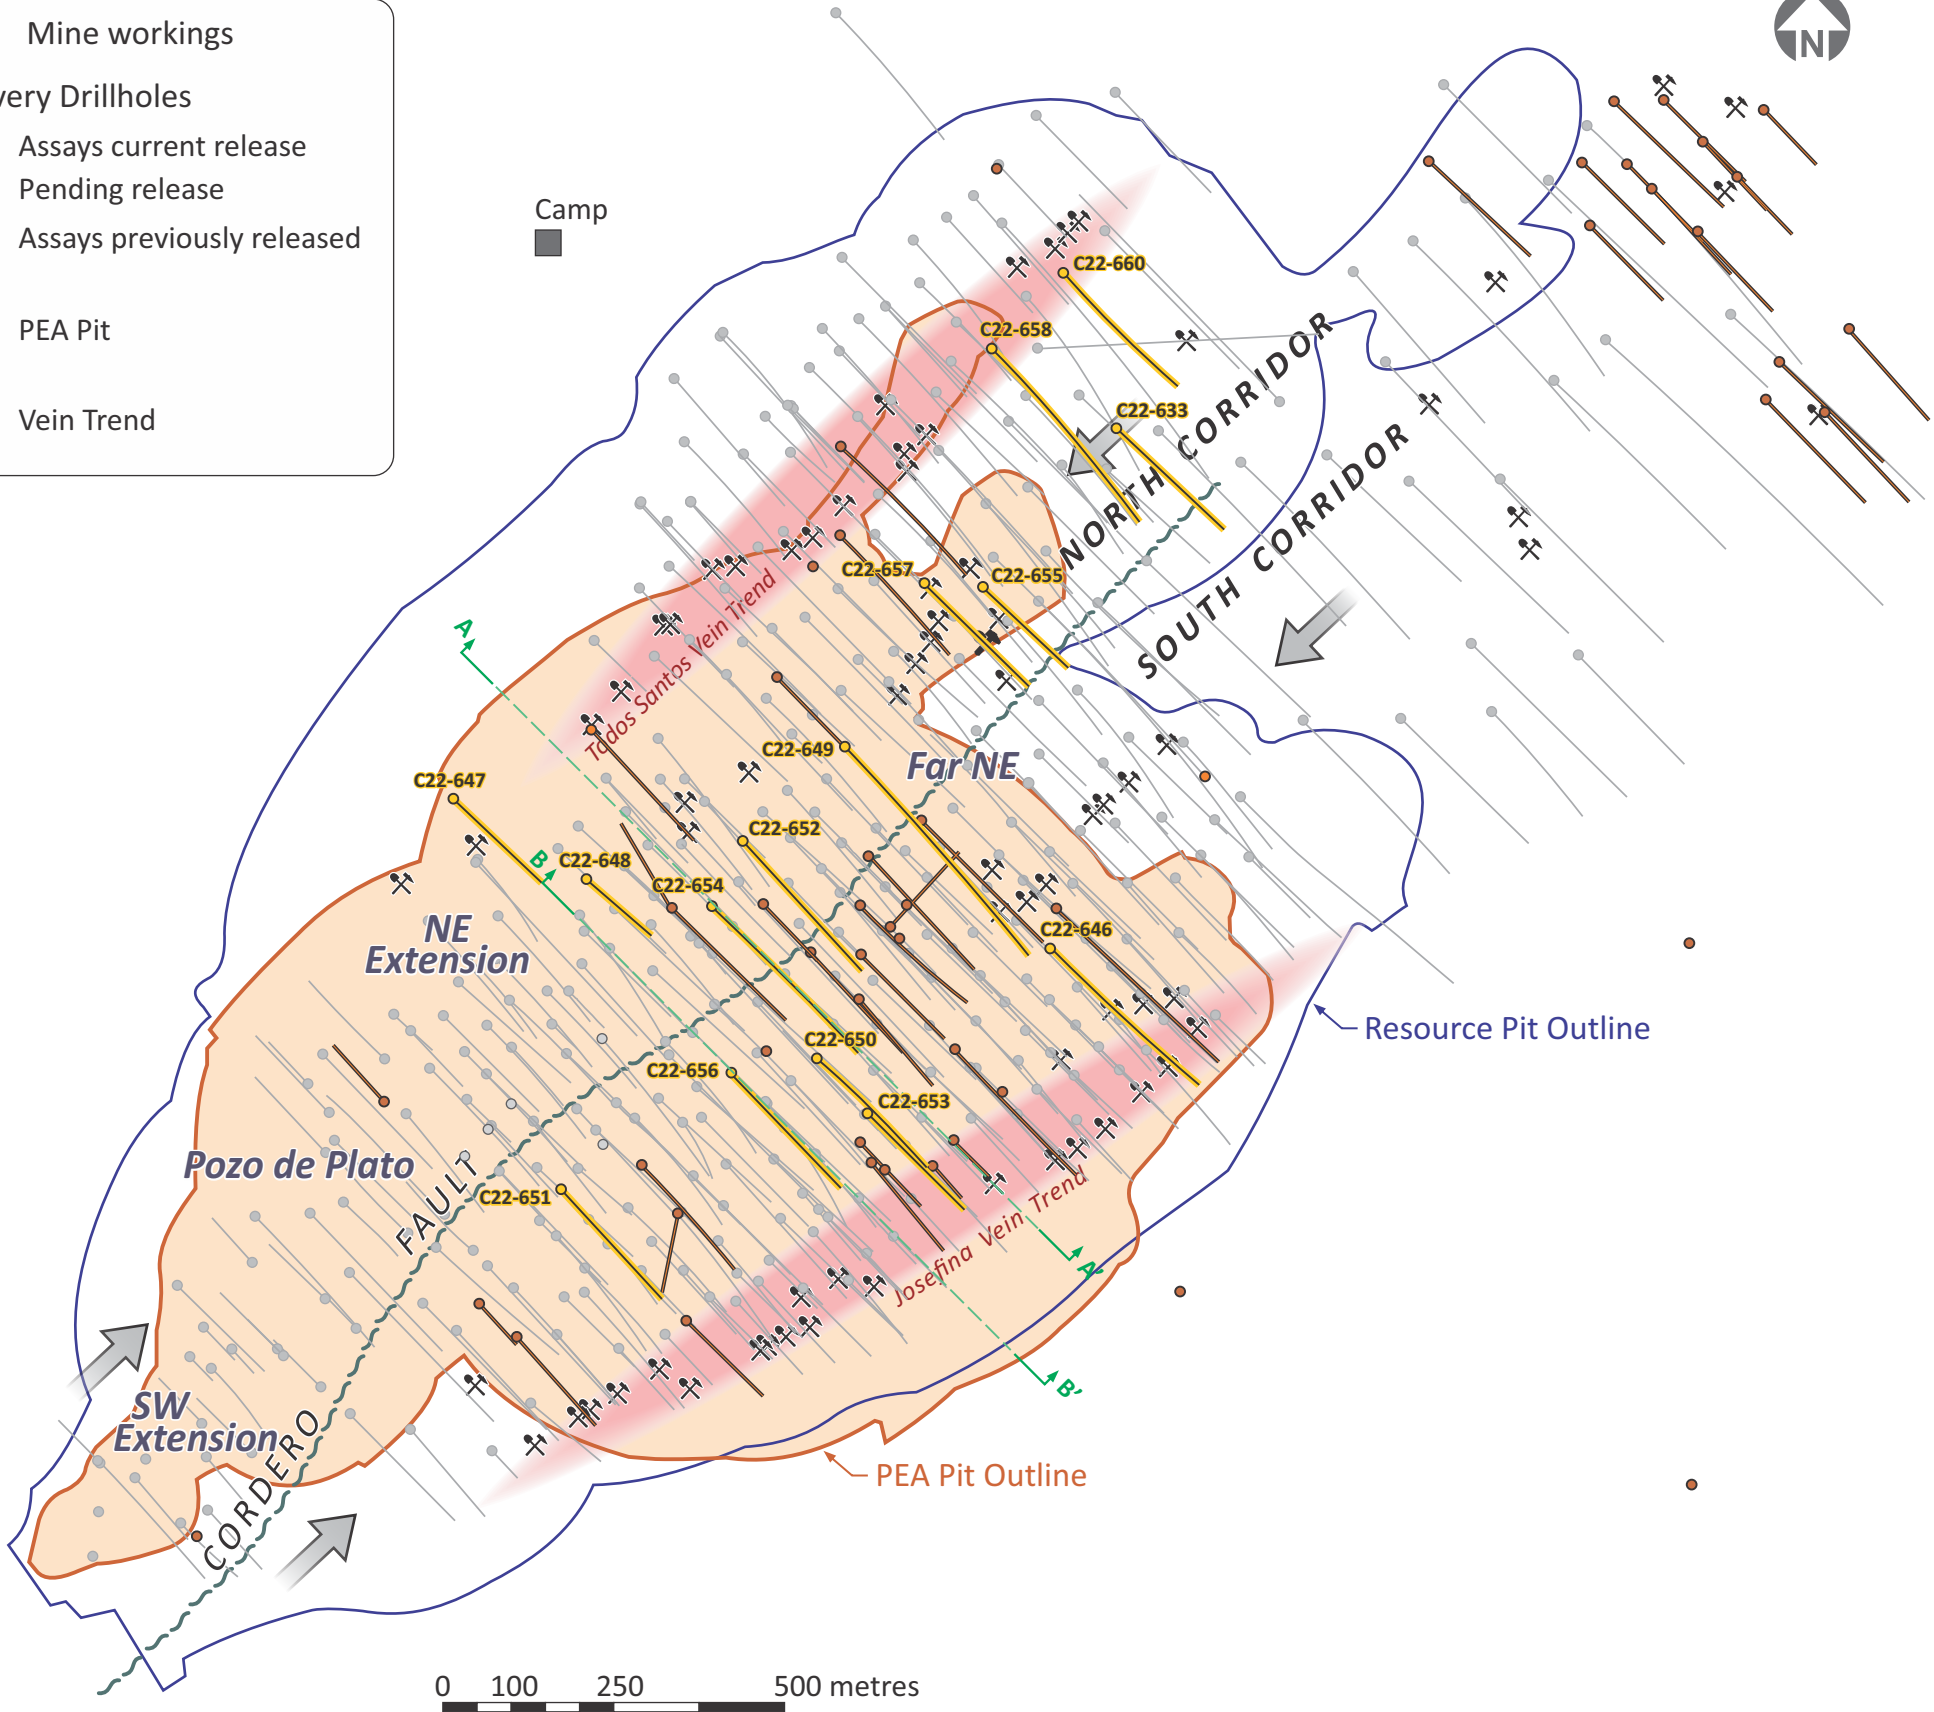 Mine workings
very Drillholes
Assays current release
Pending release
Assays previously released
PEA Pit
Vein Trend
N
Camp
C22-660
C22-658
C22-633
NORTH CORRIDOR
SOUTH CORRIDOR
C22-657
C22-655
Todos Santos Vein Trend
A
C22-649
Far NE
C22-647
C22-652
B
C22-648
C22-654
NE
Extension
C22-646
Resource Pit Outline
C22-650
C22-656
C22-653
Pozo de Plato
C22-651
FAULT
Josefina Vein Trend
A'
B'
SW
Extension
CORDERO
PEA Pit Outline
0 100 250 500 metres